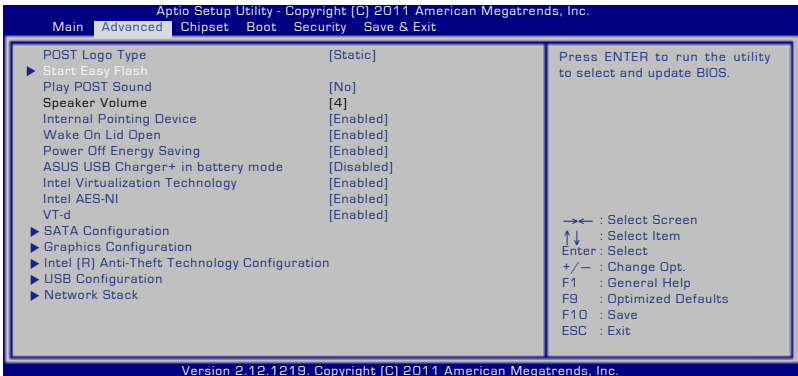 Aptio Setup Utility - Copyright (C) 2011 American Megatrends, Inc.
Main Advanced Chipset Boot Security Save & Exit
POST Logo Type [Static]
Start Easy Flash
Play POST Sound [No]
Speaker Volume [4]
Internal Pointing Device [Enabled]
Wake On Lid Open [Enabled]
Power Off Energy Saving [Enabled]
ASUS USB Charger+ in battery mode [Disabled]
Intel Virtualization Technology [Enabled]
Intel AES-NI [Enabled]
VT-d [Enabled]
SATA Configuration
Graphics Configuration
Intel (R) Anti-Theft Technology Configuration
USB Configuration
Network Stack
Press ENTER to run the utility
to select and update BIOS.
→← : Select Screen
↑↓ : Select Item
Enter : Select
+/— : Change Opt.
F1 : General Help
F9 : Optimized Defaults
F10 : Save
ESC : Exit
Version 2.12.1219. Copyright (C) 2011 American Megatrends, Inc.